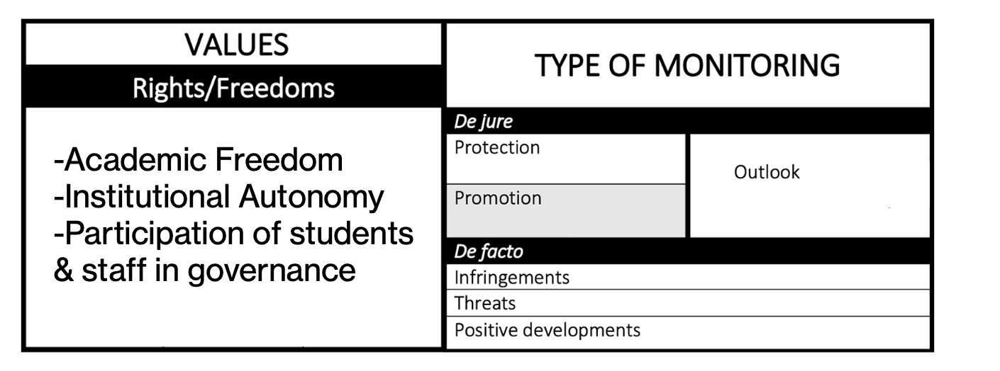 VALUES
Rights/Freedoms
-Academic Freedom
-Institutional Autonomy
-Participation of students
& staff in governance
TYPE OF MONITORING
De jure
Protection
Promotion
Outlook
De facto
Infringements
Threats
Positive developments